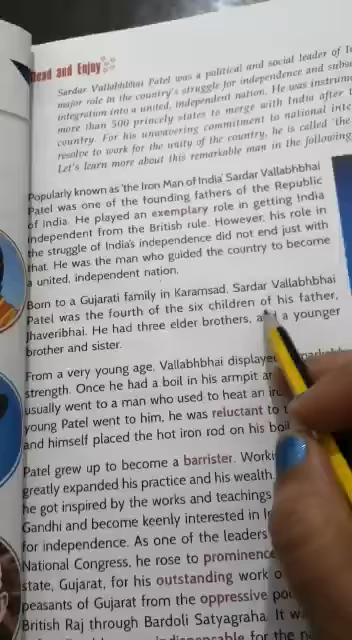 Read and Enjoy
Sardar Vallabhbhai Patel was a political and social leader of
major role in the country's struggle for independence and
integration into a united, independent nation. He was
more than 500 princely states to merge with India after
country. For his unwavering commitment to national
resolve to work for the unity of the country, he is called 'the
Let's learn more about this remarkable man in the following
Popularly known as 'the Iron Man of India' Sardar Vallabhbhai
Patel was one of the founding fathers of the Republic
of India. He played an exemplary role in getting India
independent from the British rule. However, his role in
the struggle of India's independence did not end just with
that. He was the man who guided the country to become
a united, independent nation.
Born to a Gujarati family in Karamsad, Sardar Vallabhbhai
Patel was the fourth of the six children of his father,
Jhaveribhai. He had three elder brothers, a younger
brother and sister.
From a very young age, Vallabhbhai
strength. Once he had a boil in his armpit
usually went to a man who used to heat an
young Patel went to him, he was reluctant to
and himself placed the hot iron rod on his boil
Patel grew up to become a barrister.
greatly expanded his practice and his wealth.
he got inspired by the works and teachings
Gandhi and become keenly interested in
for independence. As one of the leaders
National Congress, he rose to prominence
state, Gujarat, for his outstanding work
peasants of Gujarat from the oppressive
British Raj through Bardoli Satyagraha. It
indispensable for the